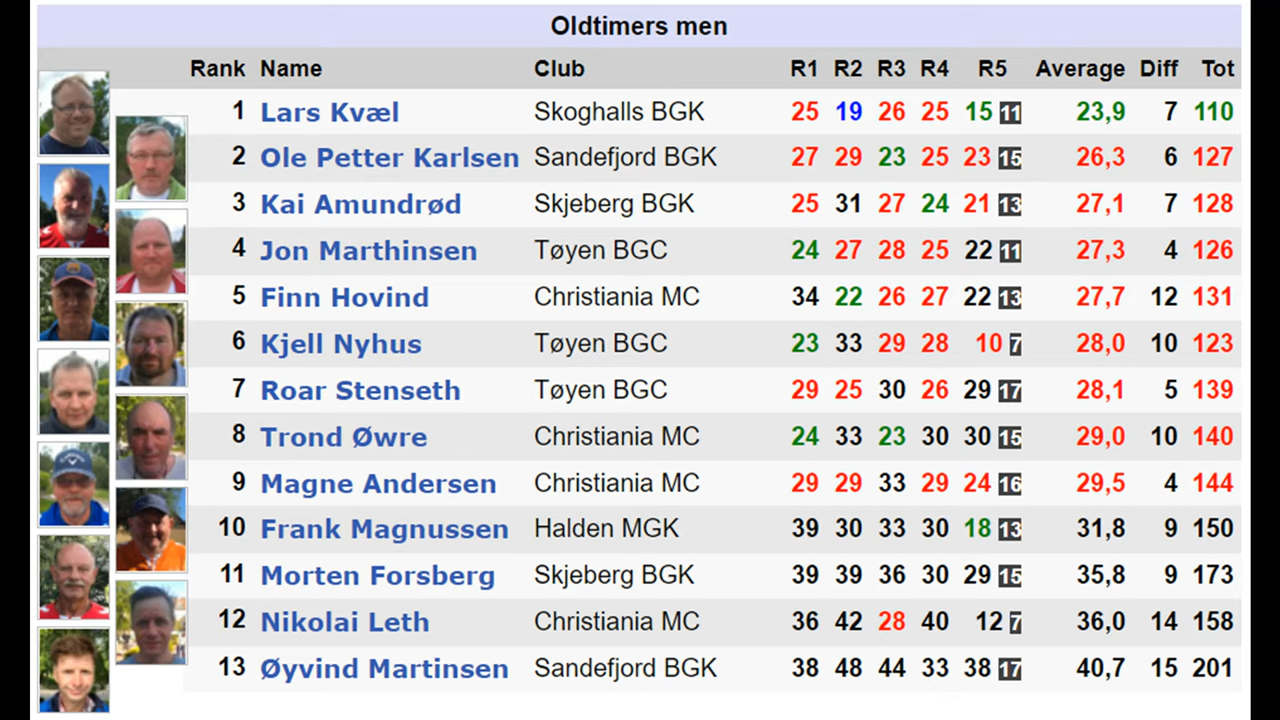 Oldtimers men
Rank Name Club R1 R2 R3 R4 R5 Average Diff Tot
1 Lars Kvæl Skoghalls BGK 25 19 26 25 15 11 23,9 7 110
2 Ole Petter Karlsen Sandefjord BGK 27 29 23 25 23 15 26,3 6 127
3 Kai Amundrød Skjeberg BGK 25 31 27 24 21 13 27,1 7 128
4 Jon Marthinsen Tøyen BGC 24 27 28 25 22 11 27,3 4 126
5 Finn Hovind Christiania MC 34 22 26 27 22 13 27,7 12 131
6 Kjell Nyhus Tøyen BGC 23 33 29 28 10 7 28,0 10 123
7 Roar Stenseth Tøyen BGC 29 25 30 26 29 17 28,1 5 139
8 Trond Øwre Christiania MC 24 33 23 30 30 15 29,0 10 140
9 Magne Andersen Christiania MC 29 29 33 29 24 16 29,5 4 144
10 Frank Magnussen Halden MGK 39 30 33 30 18 13 31,8 9 150
11 Morten Forsberg Skjeberg BGK 39 39 36 30 29 15 35,8 9 173
12 Nikolai Leth Christiania MC 36 42 28 40 12 7 36,0 14 158
13 Øyvind Martinsen Sandefjord BGK 38 48 44 33 38 17 40,7 15 201